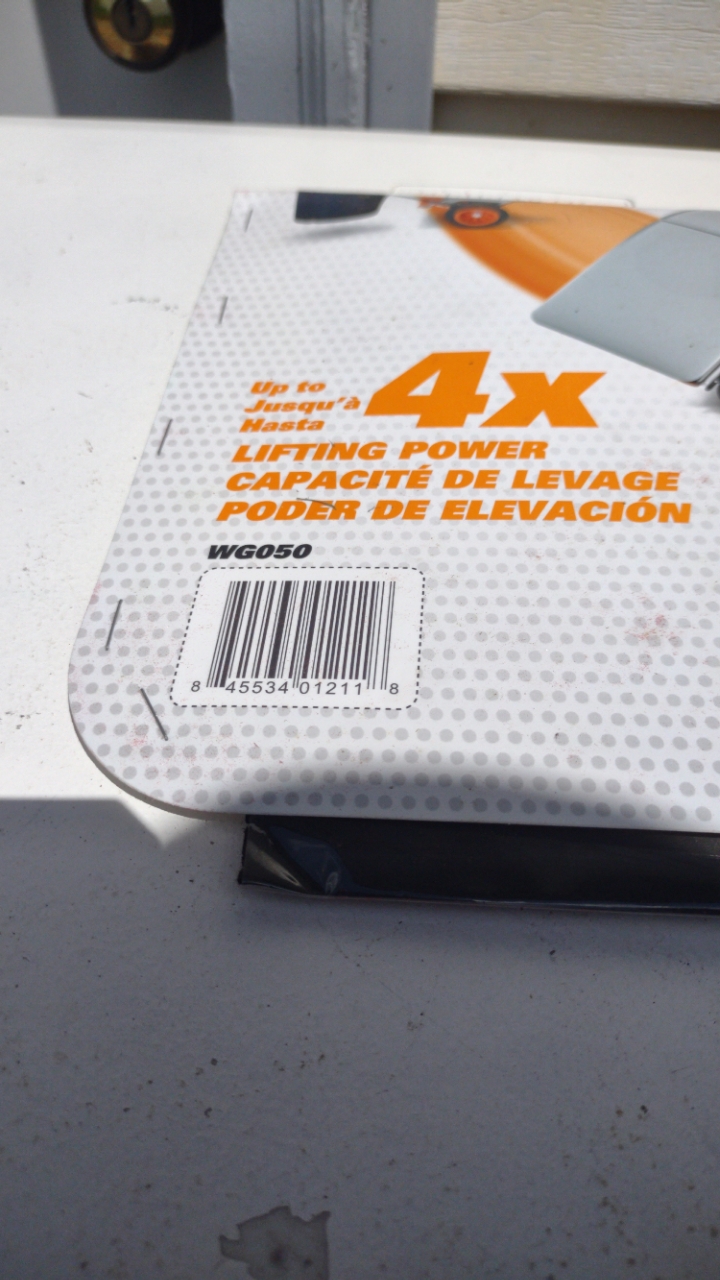 Up to
Jusqu'à
Hasta
4x
LIFTING POWER
CAPACITÉ DE LEVAGE
PODER DE ELEVACIÓN
WG050
8 45534 01211 8